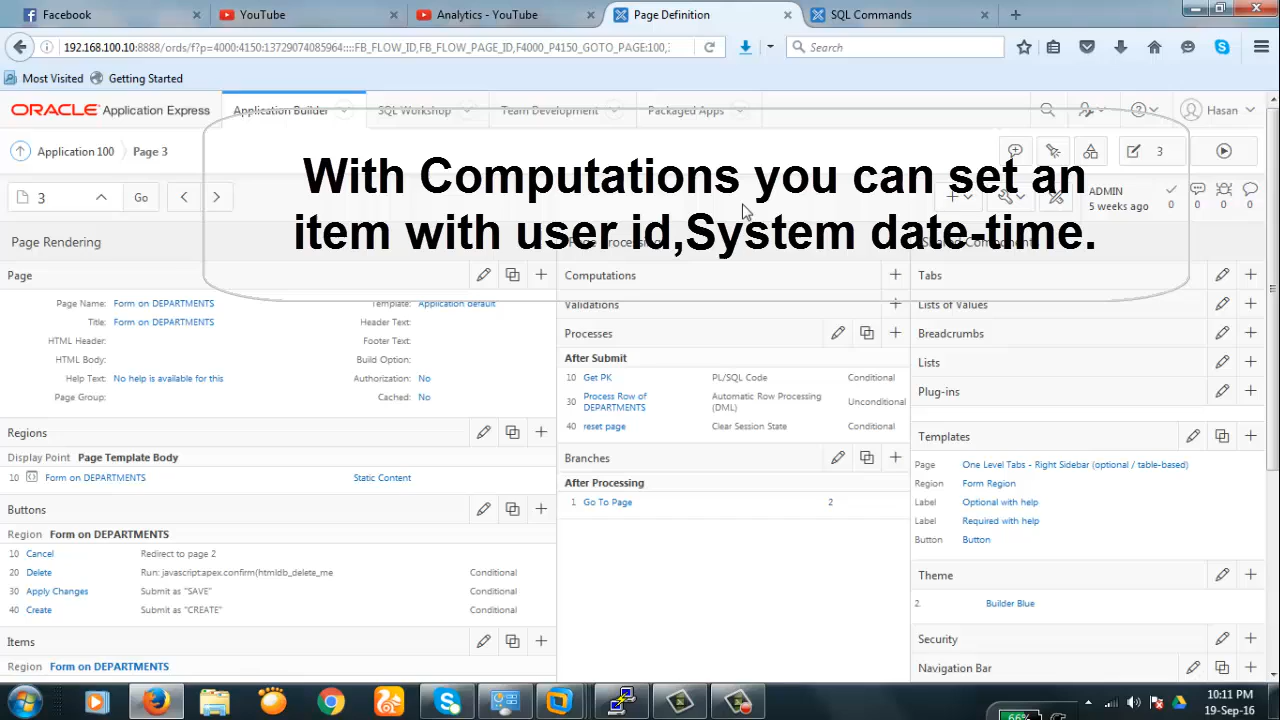 Facebook
YouTube
Analytics - YouTube
Page Definition
SQL Commands
192.168.100.10:8888/ords/f?p=4000:4150:13729074085964::::FB_FLOW_ID,FB_FLOW_PAGE_ID,F4000_P4150_GOTO_PAGE:100,:
Search
Most Visited
Getting Started
ORACLE Application Express
Application Builder
SQL Workshop
Team Development
Packaged Apps
Hasan
Application 100
Page 3
3
With Computations you can set an
item with user id,System date-time.
3
Go
ADMIN
5 weeks ago
0 0 0 0
Page Rendering
Page
Page Name: Form on DEPARTMENTS
Title: Form on DEPARTMENTS
HTML Header:
HTML Body:
Help Text: No help is available for this
Page Group:
Template: Application default
Header Text:
Footer Text:
Build Option:
Authorization: No
Cached: No
Regions
Display Point Page Template Body
10 Form on DEPARTMENTS Static Content
Buttons
Region Form on DEPARTMENTS
10 Cancel Redirect to page 2
20 Delete Run: javascript:apex.confirm(htmldb_delete_me Conditional
30 Apply Changes Submit as "SAVE" Conditional
40 Create Submit as "CREATE" Conditional
Items
Region Form on DEPARTMENTS
Computations
Validations
Processes
After Submit
10 Get PK PL/SQL Code Conditional
30 Process Row of DEPARTMENTS Automatic Row Processing (DML) Unconditional
40 reset page Clear Session State Conditional
Branches
After Processing
1 Go To Page 2
Tabs
Lists of Values
Breadcrumbs
Lists
Plug-ins
Templates
Page One Level Tabs - Right Sidebar (optional / table-based)
Region Form Region
Label Optional with help
Label Required with help
Button Button
Theme
2. Builder Blue
Security
Navigation Bar
66%
10:11 PM
19-Sep-16